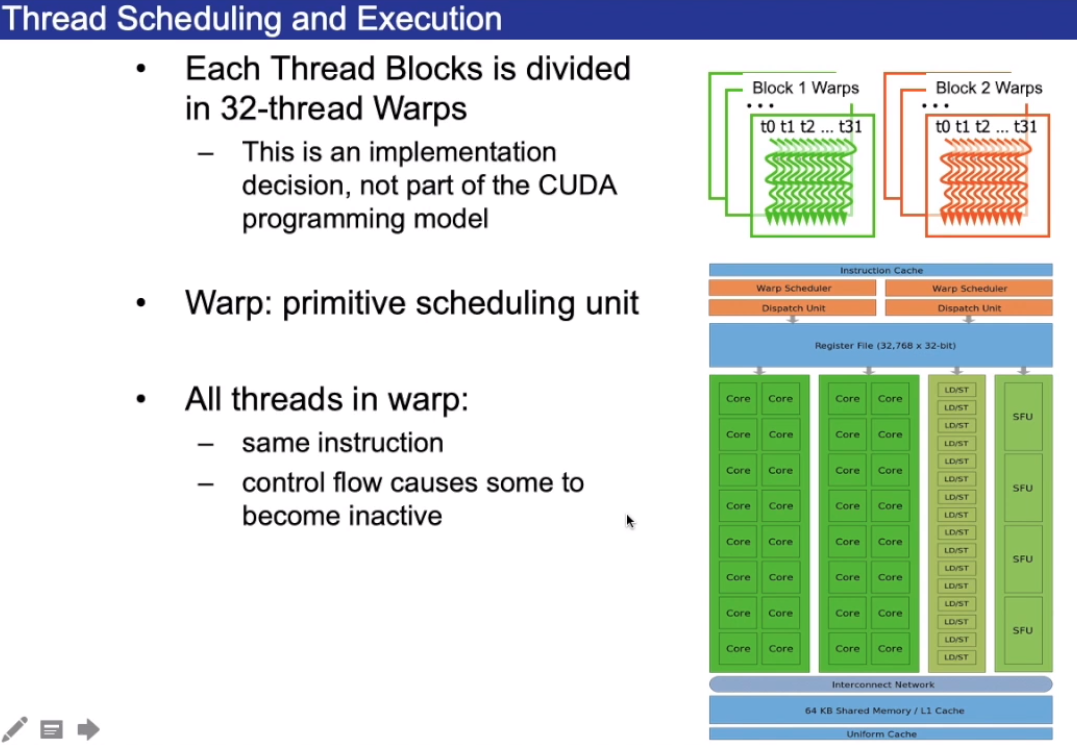 Thread Scheduling and Execution
• Each Thread Blocks is divided
in 32-thread Warps
– This is an implementation
decision, not part of the CUDA
programming model
• Warp: primitive scheduling unit
• All threads in warp:
– same instruction
– control flow causes some to
become inactive
Block 1 Warps
...
t0 t1 t2 ... t31
Block 2 Warps
...
t0 t1 t2 ... t31
Instruction Cache
Warp Scheduler Warp Scheduler
Dispatch Unit Dispatch Unit
Register File (32,768 x 32-bit)
Core Core Core Core LD/ST
LD/ST
SFU
Core Core Core Core LD/ST
LD/ST
Core Core Core Core LD/ST
LD/ST
SFU
Core Core Core Core LD/ST
LD/ST
Core Core Core Core LD/ST
LD/ST
SFU
Core Core Core Core LD/ST
LD/ST
Core Core Core Core LD/ST
LD/ST
SFU
Core Core Core Core LD/ST
LD/ST
Interconnect Network
64 KB Shared Memory / L1 Cache
Uniform Cache